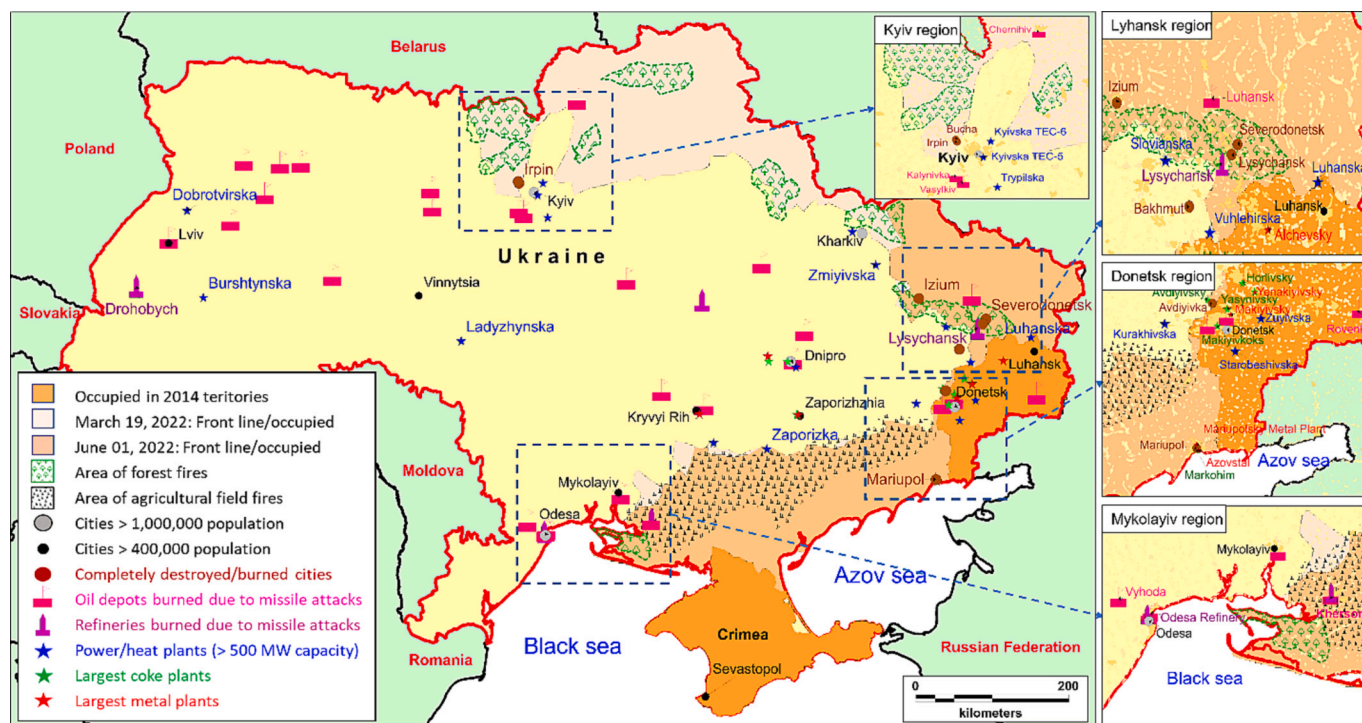 Belarus
Poland
Dobrotvirska
Lviv
Irpin
Kyiv
Ukraine
Kharkiv
Zmiyivska
Slovakia
Drohobych
Burshtynska
Vinnytsia
Ladyzhynska
Izium
Severodonetsk
Lysychansk
Luhanska
Luhansk
Dnipro
Donetsk
Kryvyi Rih
Zaporizhzhia
Zaporizka
Moldova
Mykolayiv
Odesa
Mariupol
Azov sea
Romania
Black sea
Crimea
Sevastopol
Russian Federation
0
200
kilometers
Occupied in 2014 territories
March 19, 2022: Front line/occupied
June 01, 2022: Front line/occupied
Area of forest fires
Area of agricultural field fires
Cities > 1,000,000 population
Cities > 400,000 population
Completely destroyed/burned cities
Oil depots burned due to missile attacks
Refineries burned due to missile attacks
Power/heat plants (> 500 MW capacity)
Largest coke plants
Largest metal plants
Kyiv region
Chernihiv
Bucha
Irpin
Kyivska TEC-6
Kyiv
Kyivska TEC-6
Kalynivka
Vasylkiv
Trypilska
Lyhansk region
Izium
Luhansk
Severodonetsk
Slovianska
Lysychansk
Lysychansk
Luhanska
Bakhmut
Luhansk
Vuhlehirska
Alchevsky
Donetsk region
Horlivsky
Avdiyivsky
Yenakiyivsky
Yasynivsky
Avdiyivka
Makiyivsky
Zuyivska
Kurakhivska
Donetsk
Makiyivkoks
Roven
Starobeshivska
Mariupolsky Metal Plant
Mariupol
Azovstal
Markohim
Azov sea
Mykolayiv region
Mykolayiv
Vyhoda
Kherson
Odesa Refinery
Odesa
Black sea